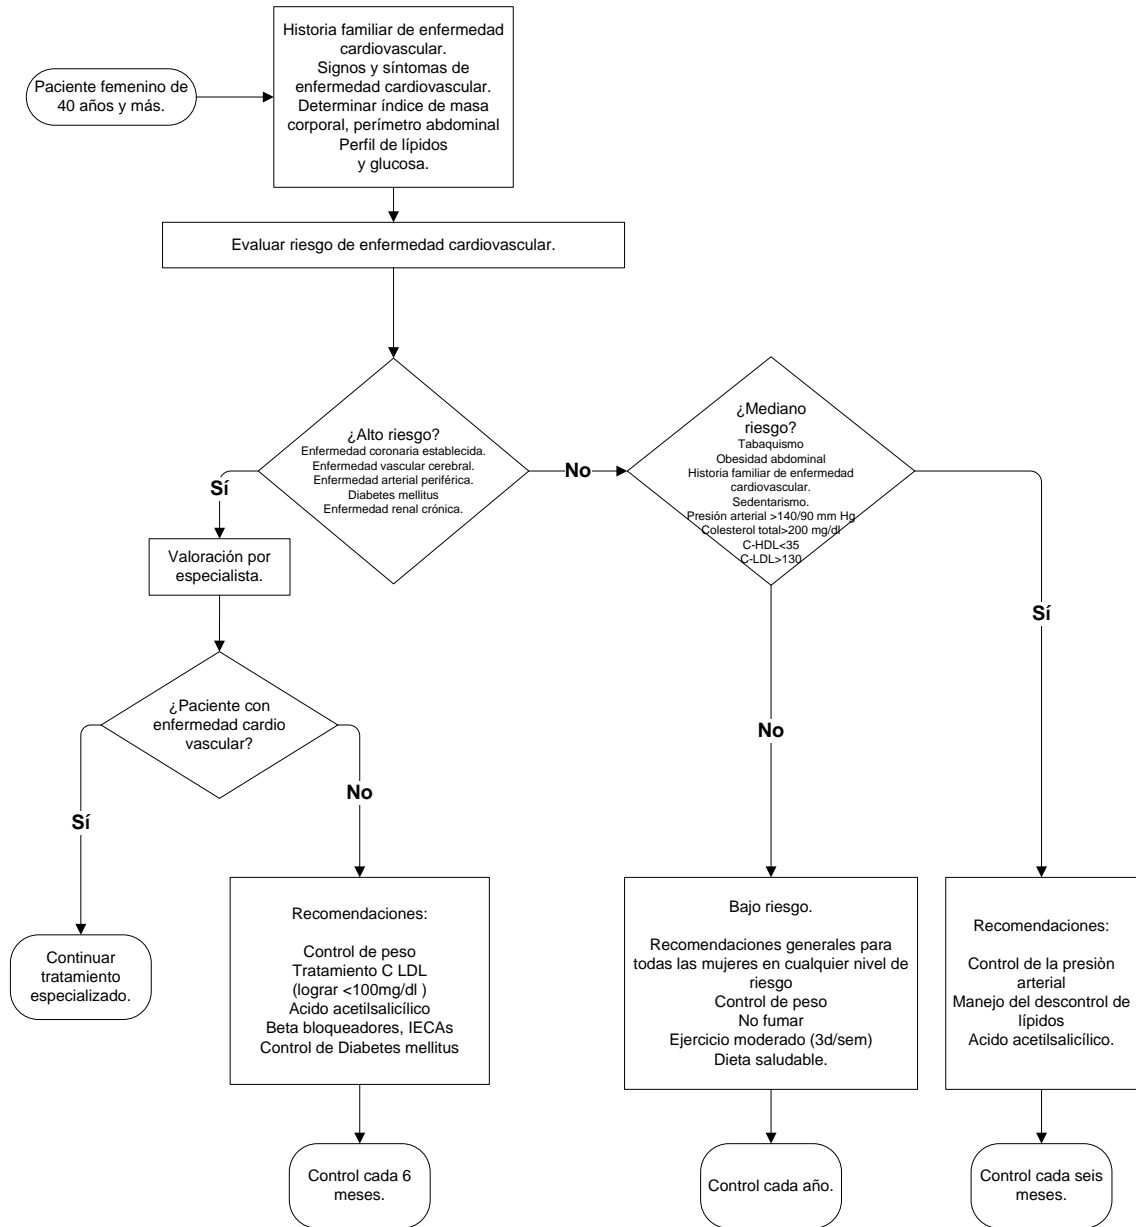 Historia familiar de enfermedad
cardiovascular.
Signos y síntomas de
enfermedad cardiovascular.
Determinar índice de masa
corporal, perímetro abdominal
Perfil de lípidos
y glucosa.
Paciente femenino de
40 años y más.
Evaluar riesgo de enfermedad cardiovascular.
¿Alto riesgo?
Enfermedad coronaria establecida.
Enfermedad vascular cerebral.
Enfermedad arterial periférica.
Diabetes mellitus
Enfermedad renal crónica.
No
¿Mediano
riesgo?
Tabaquismo
Obesidad abdominal
Historia familiar de enfermedad
cardiovascular.
Sedentarismo.
Presión arterial >140/90 mm Hg
Colesterol total>200 mg/dl
C-HDL<35
C-LDL>130
Sí
Valoración por
especialista.
Sí
¿Paciente con
enfermedad cardio
vascular?
No
No
Sí
Continuar
tratamiento
especializado.
Recomendaciones:
Control de peso
Tratamiento C LDL
(lograr <100mg/dl )
Acido acetilsalicílico
Beta bloqueadores, IECAs
Control de Diabetes mellitus
Bajo riesgo.
Recomendaciones generales para
todas las mujeres en cualquier nivel de
riesgo
Control de peso
No fumar
Ejercicio moderado (3d/sem)
Dieta saludable.
Recomendaciones:
Control de la presiòn
arterial
Manejo del descontrol de
lípidos
Acido acetilsalicílico.
Control cada 6
meses.
Control cada año.
Control cada seis
meses.